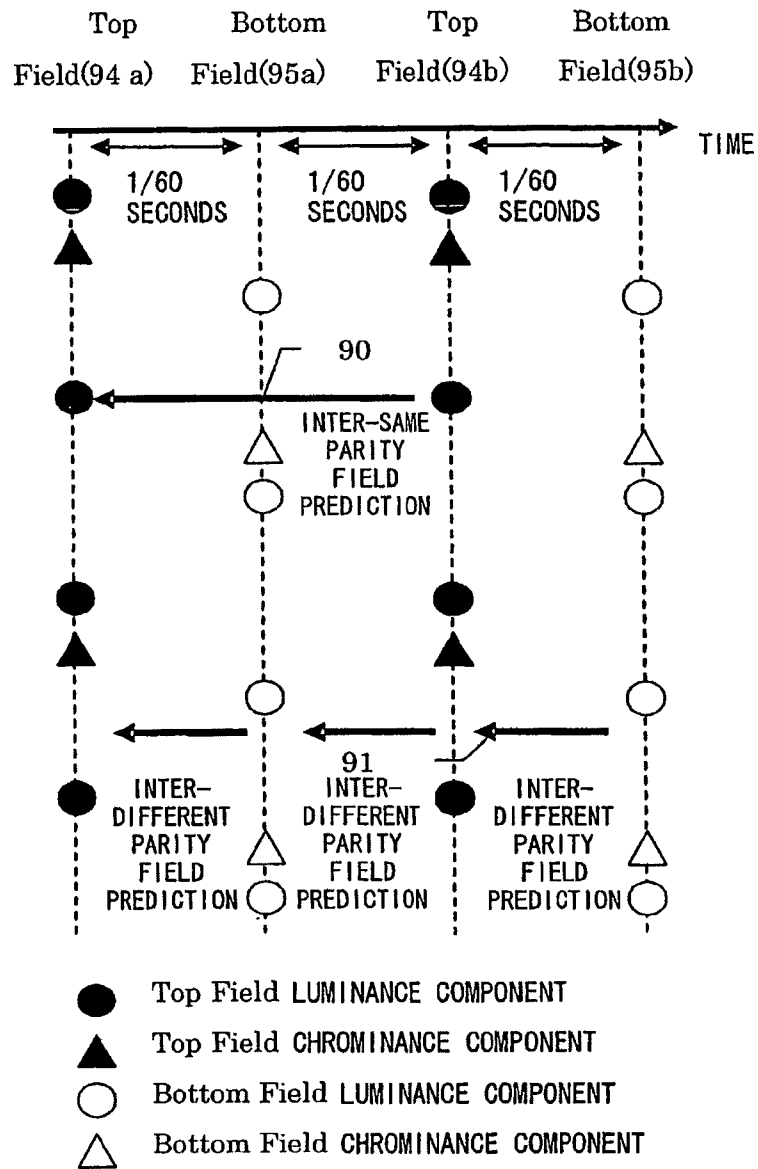 Top Bottom Top Bottom
Field(94 a) Field(95a) Field(94b) Field(95b)
TIME
1/60 1/60 1/60
SECONDS SECONDS SECONDS
90
INTER-SAME
PARITY
FIELD
PREDICTION
91
INTER- INTER- INTER-
DIFFERENT DIFFERENT DIFFERENT
PARITY PARITY PARITY
FIELD FIELD FIELD
PREDICTION PREDICTION PREDICTION
Top Field LUMINANCE COMPONENT
Top Field CHROMINANCE COMPONENT
Bottom Field LUMINANCE COMPONENT
Bottom Field CHROMINANCE COMPONENT